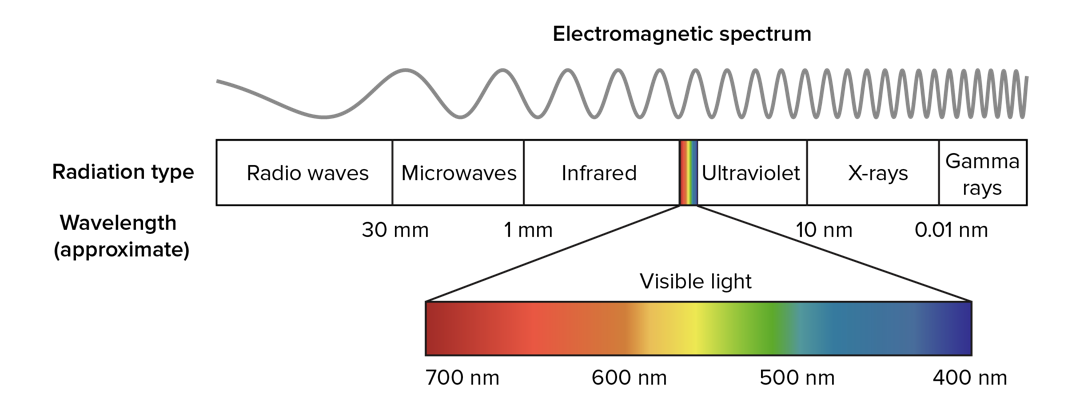 Electromagnetic spectrum
Radiation type
Radio waves
Microwaves
Infrared
Ultraviolet
X-rays
Gamma
rays
Wavelength
(approximate)
30 mm
1 mm
10 nm
0.01 nm
Visible light
700 nm
600 nm
500 nm
400 nm